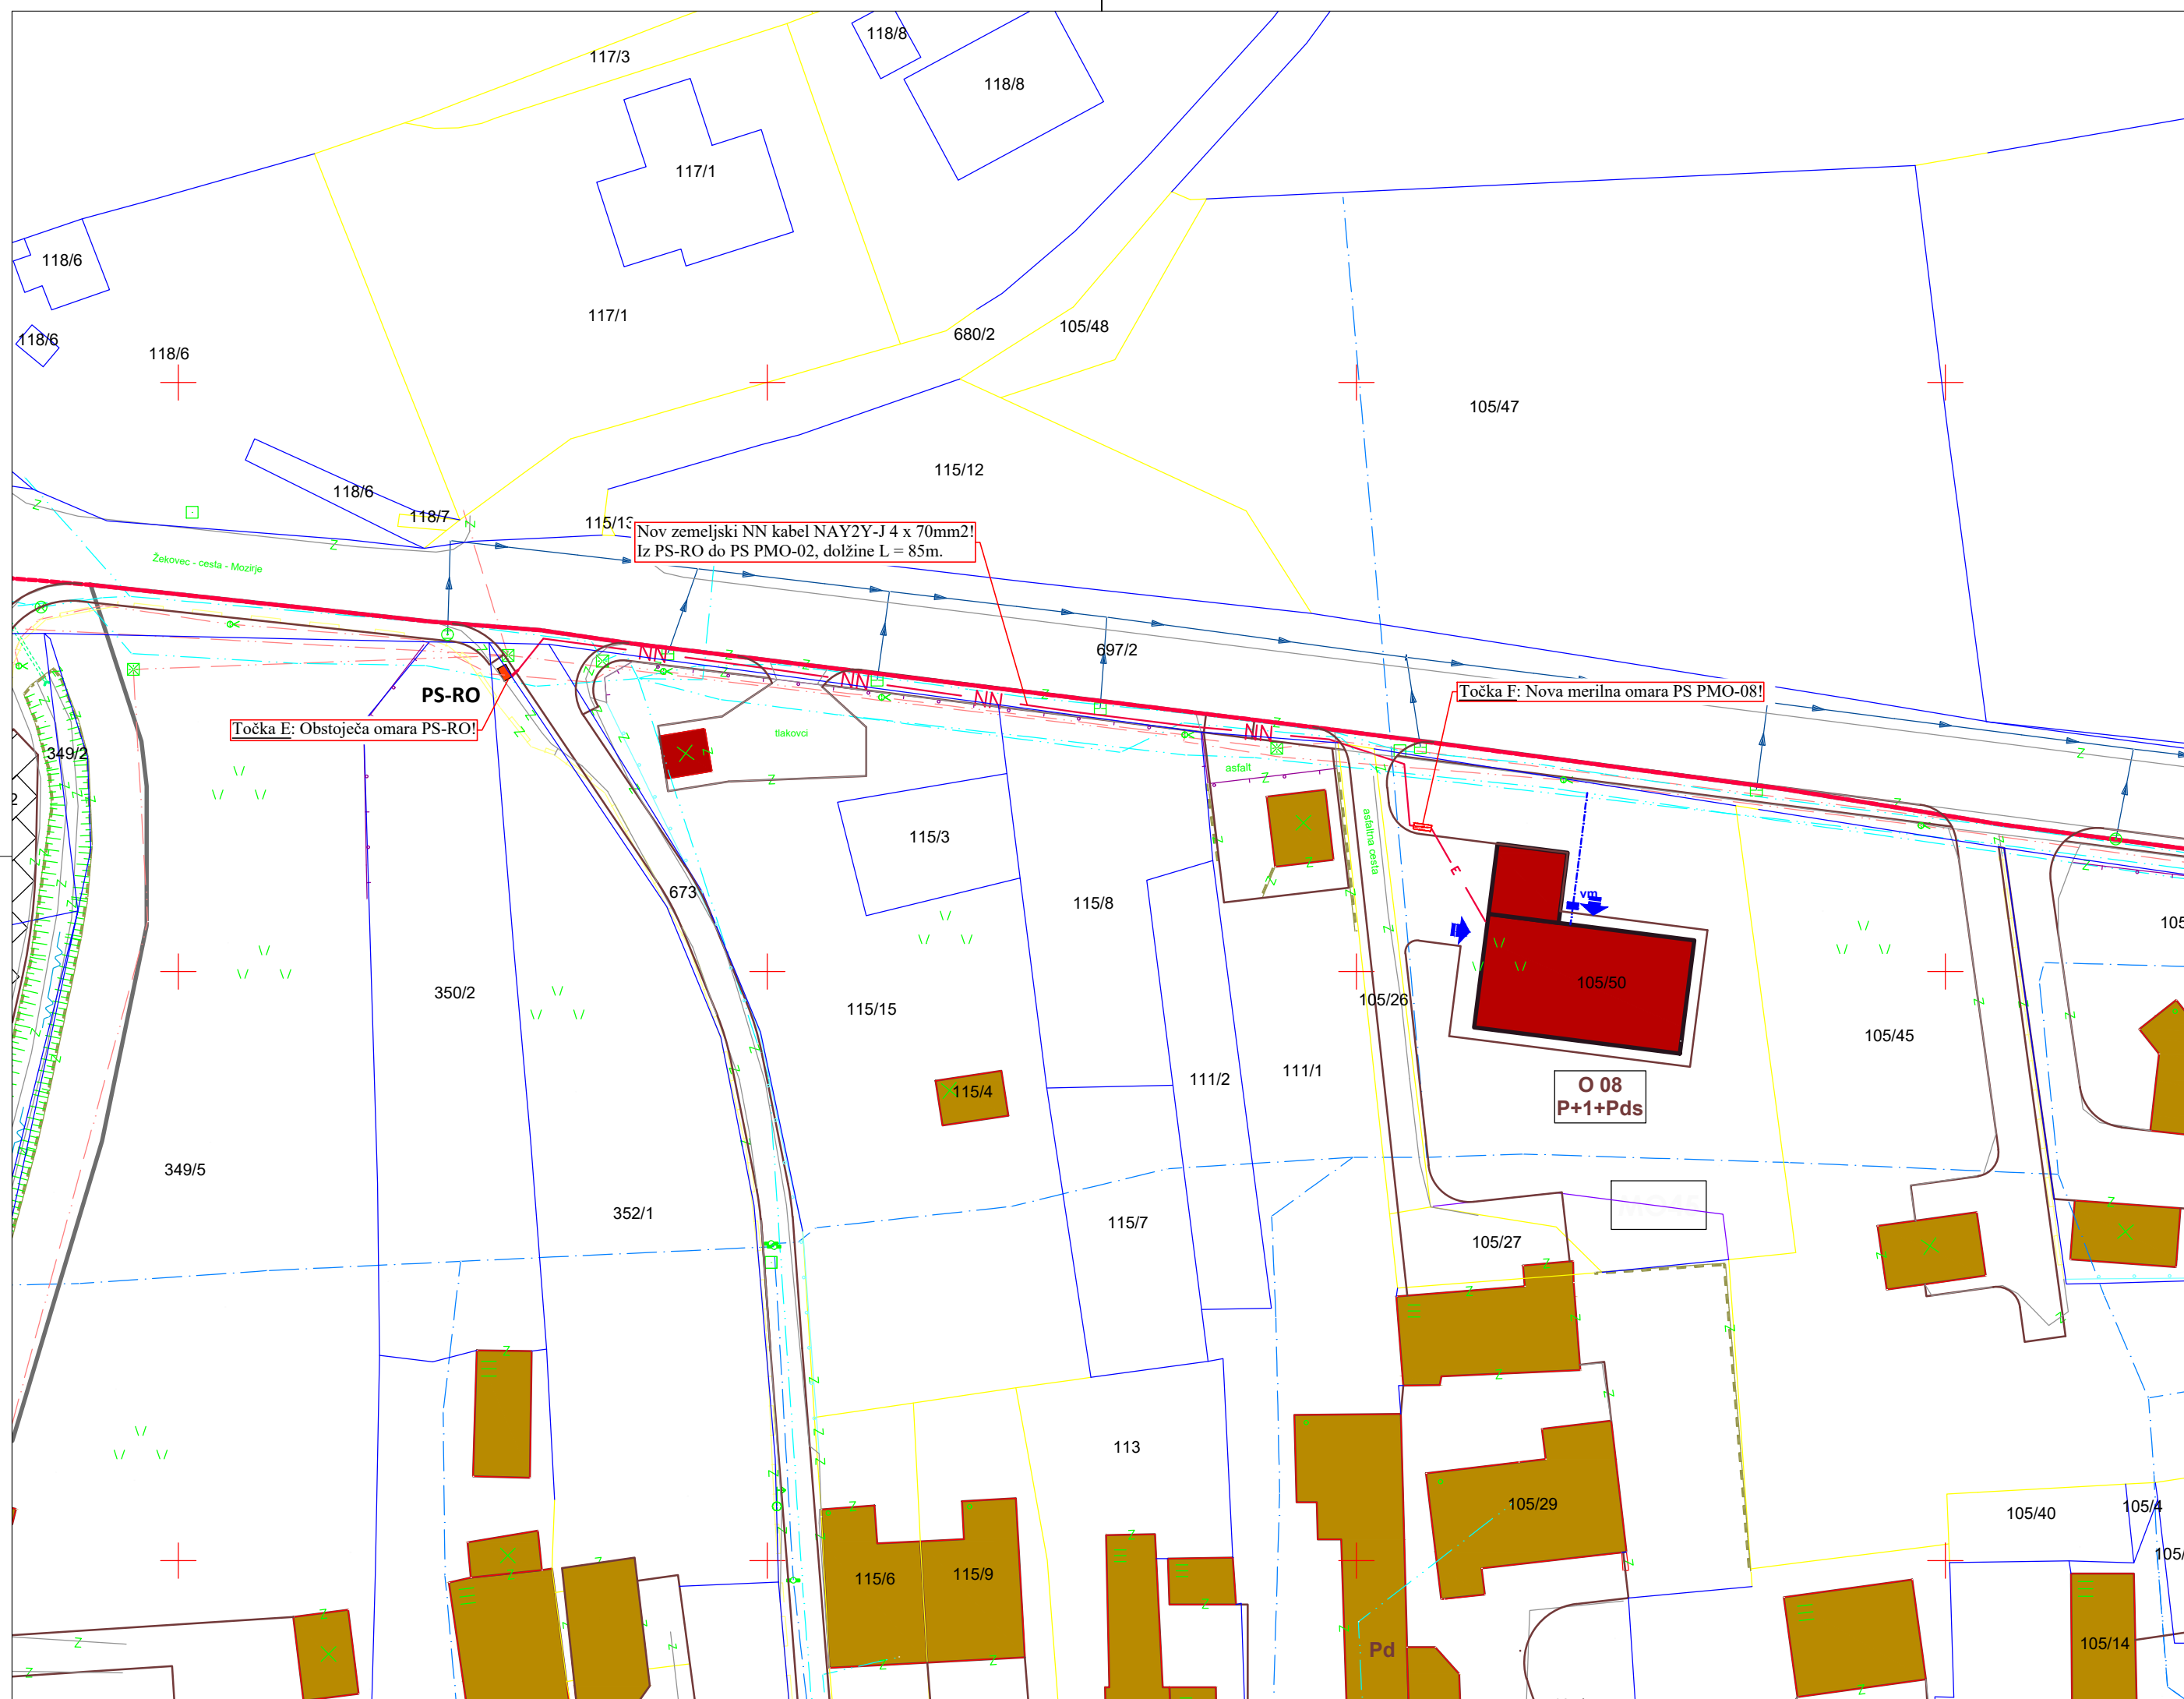 118/8
117/3
118/8
117/1
118/6
117/1
118/6
680/2
105/48
118/6
105/47
115/12
118/6
118/7
115/13
Nov zemeljski NN kabel NAY2Y-J 4 x 70mm2!
Iz PS-RO do PS PMO-02, dolžine L = 85m.
Žekovec - cesta - Mozirje
NN
697/2
NN
PS-RO
Točka F: Nova merilna omara PS PMO-08!
NN
Točka E: Obstoječa omara PS-RO!
NN
tlakovci
349/2
asfalt
2
115/3
asfaltna cesta
E
673
vm
115/8
105
350/2
105/50
105/26
115/15
105/45
111/2
111/1
115/4
O 08
P+1+Pds
349/5
352/1
115/7
105/27
113
105/29
105/40
105/4
105/
115/6
115/9
Pd
105/14